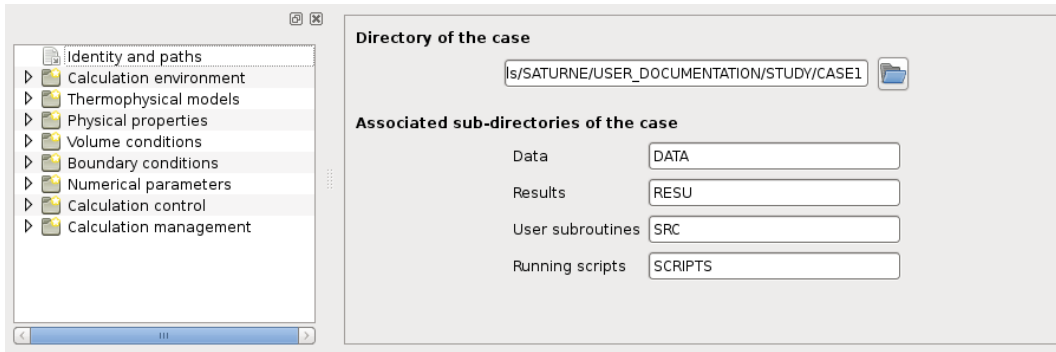 Identity and paths
Calculation environment
Thermophysical models
Physical properties
Volume conditions
Boundary conditions
Numerical parameters
Calculation control
Calculation management
Directory of the case
ls/SATURNE/USER_DOCUMENTATION/STUDY/CASE1
Associated sub-directories of the case
Data DATA
Results RESU
User subroutines SRC
Running scripts SCRIPTS